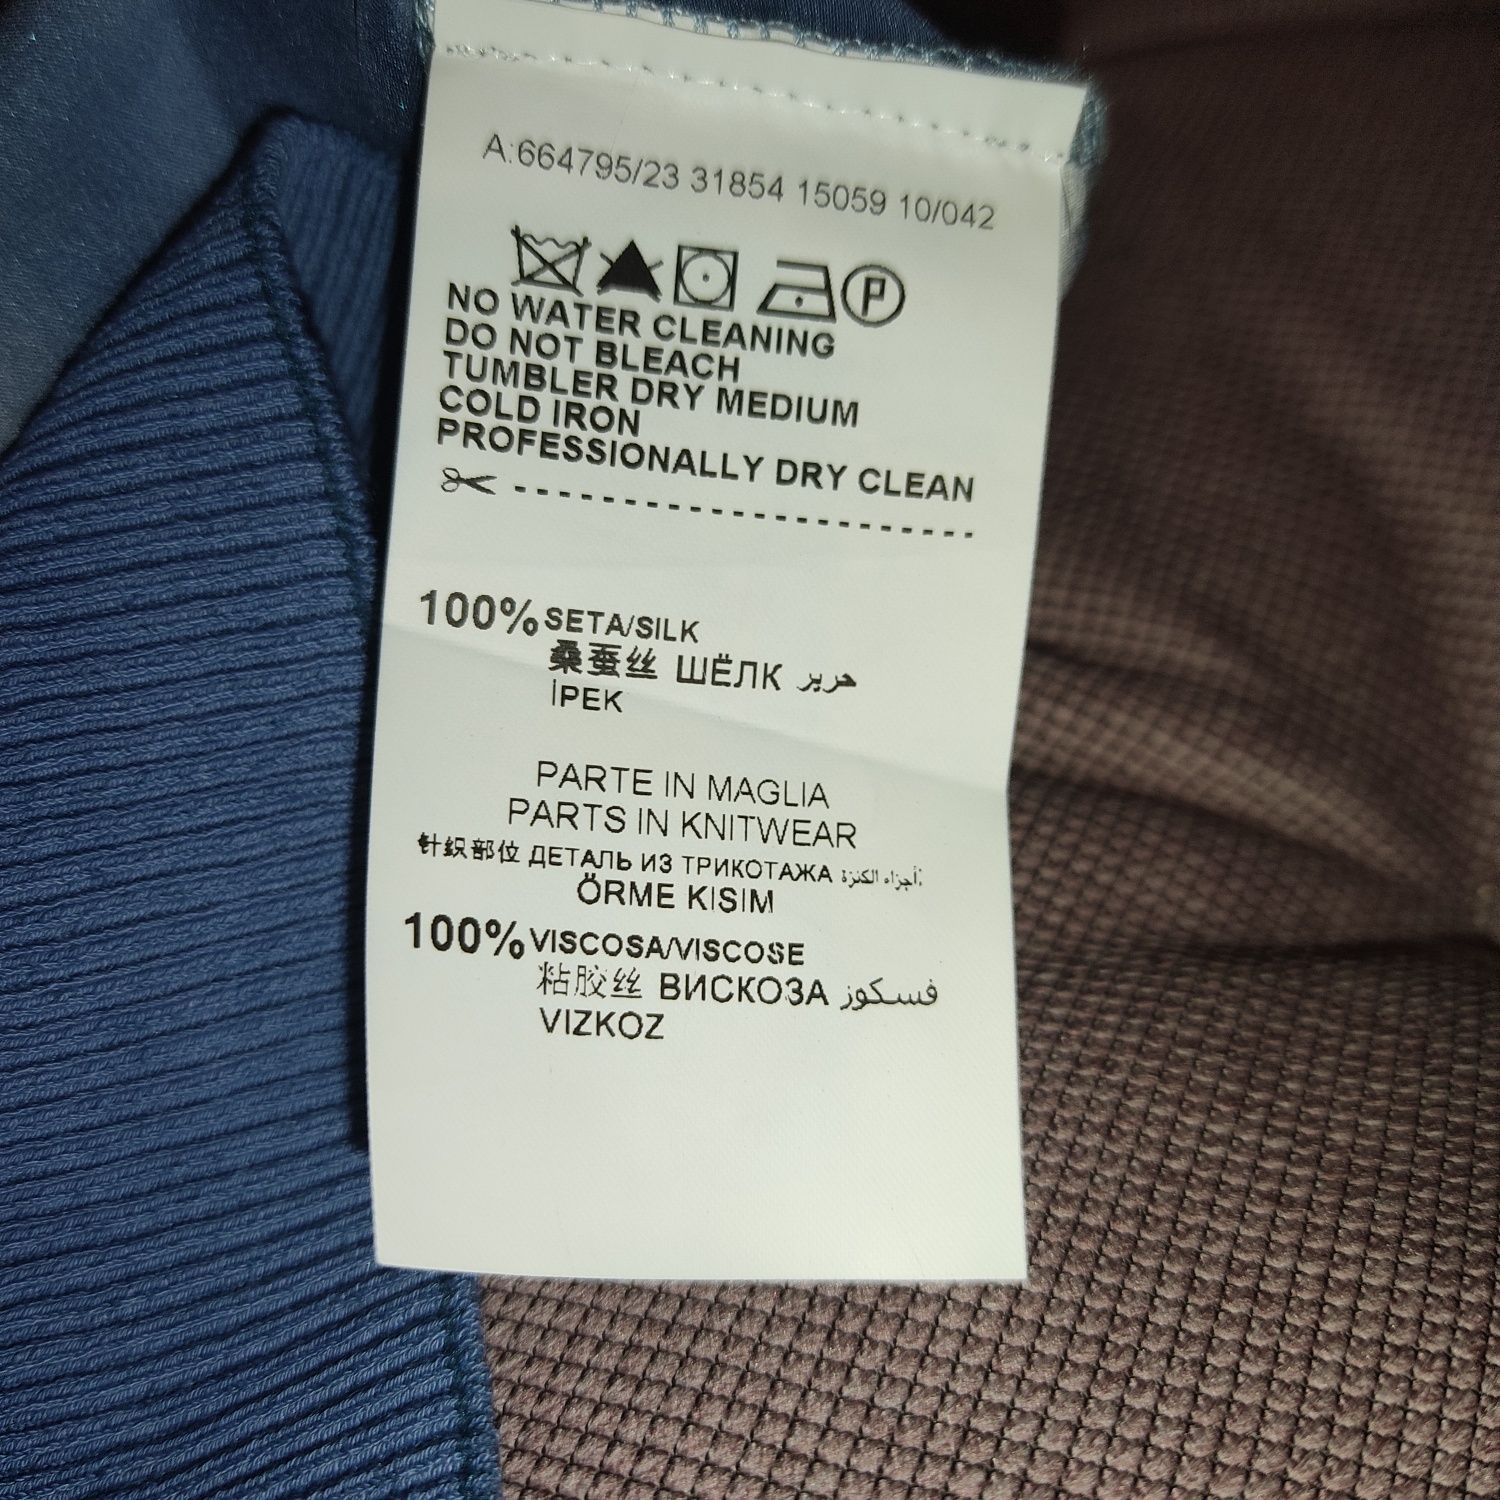 A:664795/23 31854 15059 10/042
P
NO WATER CLEANING
DO NOT BLEACH
TUMBLER DRY MEDIUM
COLD IRON
PROFESSIONALLY DRY CLEAN
100% SETA/SILK
桑蚕丝 ШЁЛК حرير
İPEK
PARTE IN MAGLIA
PARTS IN KNITWEAR
针织部位 ДЕТАЛЬ ИЗ ТРИКОТАЖА أجزاء الكنزة:
ÖRME KISIM
100% VISCOSA/VISCOSE
粘胶丝 ВИСКОЗА فسكوز
VIZKOZ